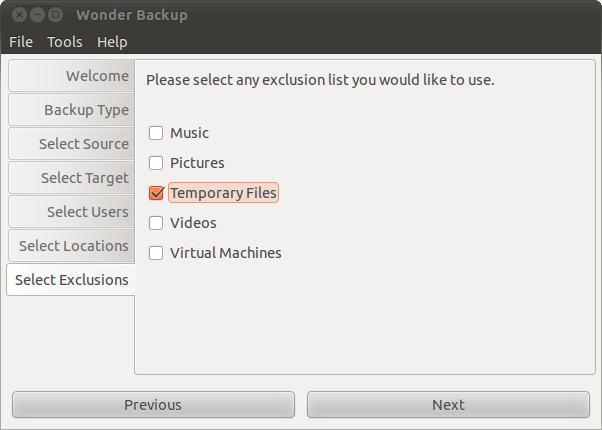 Wonder Backup
File Tools Help
Welcome
Backup Type
Select Source
Select Target
Select Users
Select Locations
Select Exclusions
Please select any exclusion list you would like to use.
Music
Pictures
Temporary Files
Videos
Virtual Machines
Previous
Next